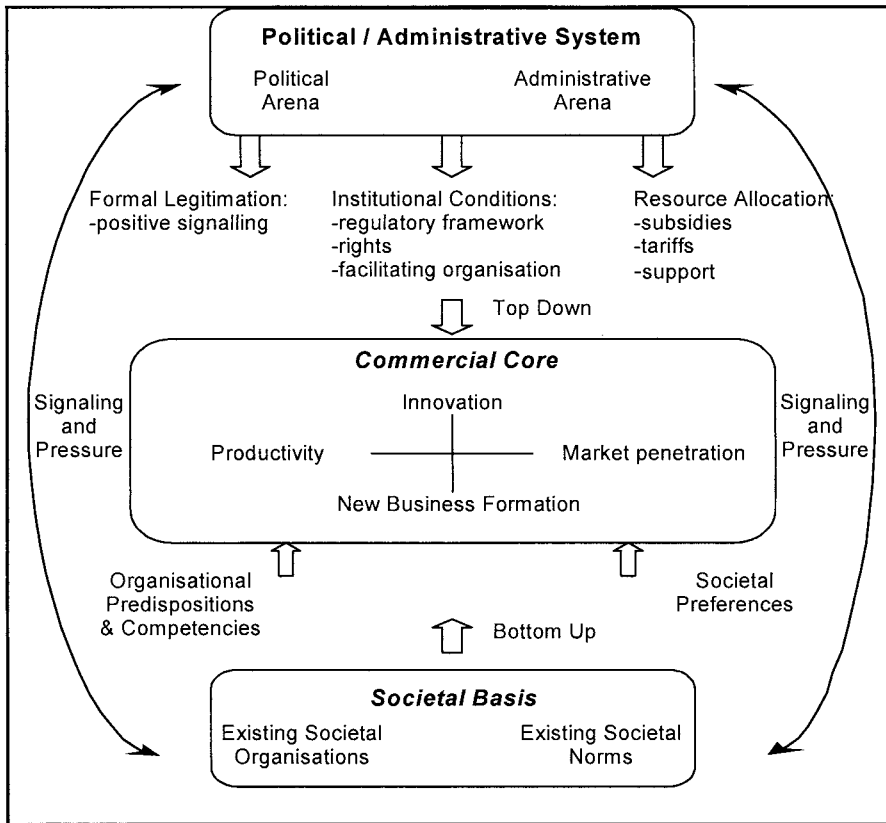 Political / Administrative System
Political
Arena
Administrative
Arena
Formal Legitimation:
-positive signalling
Institutional Conditions:
-regulatory framework
-rights
-facilitating organisation
Resource Allocation:
-subsidies
-tariffs
-support
Top Down
Commercial Core
Innovation
Productivity
Market penetration
New Business Formation
Signaling
and
Pressure
Signaling
and
Pressure
Organisational
Predispositions
& Competencies
Societal
Preferences
Bottom Up
Societal Basis
Existing Societal
Organisations
Existing Societal
Norms